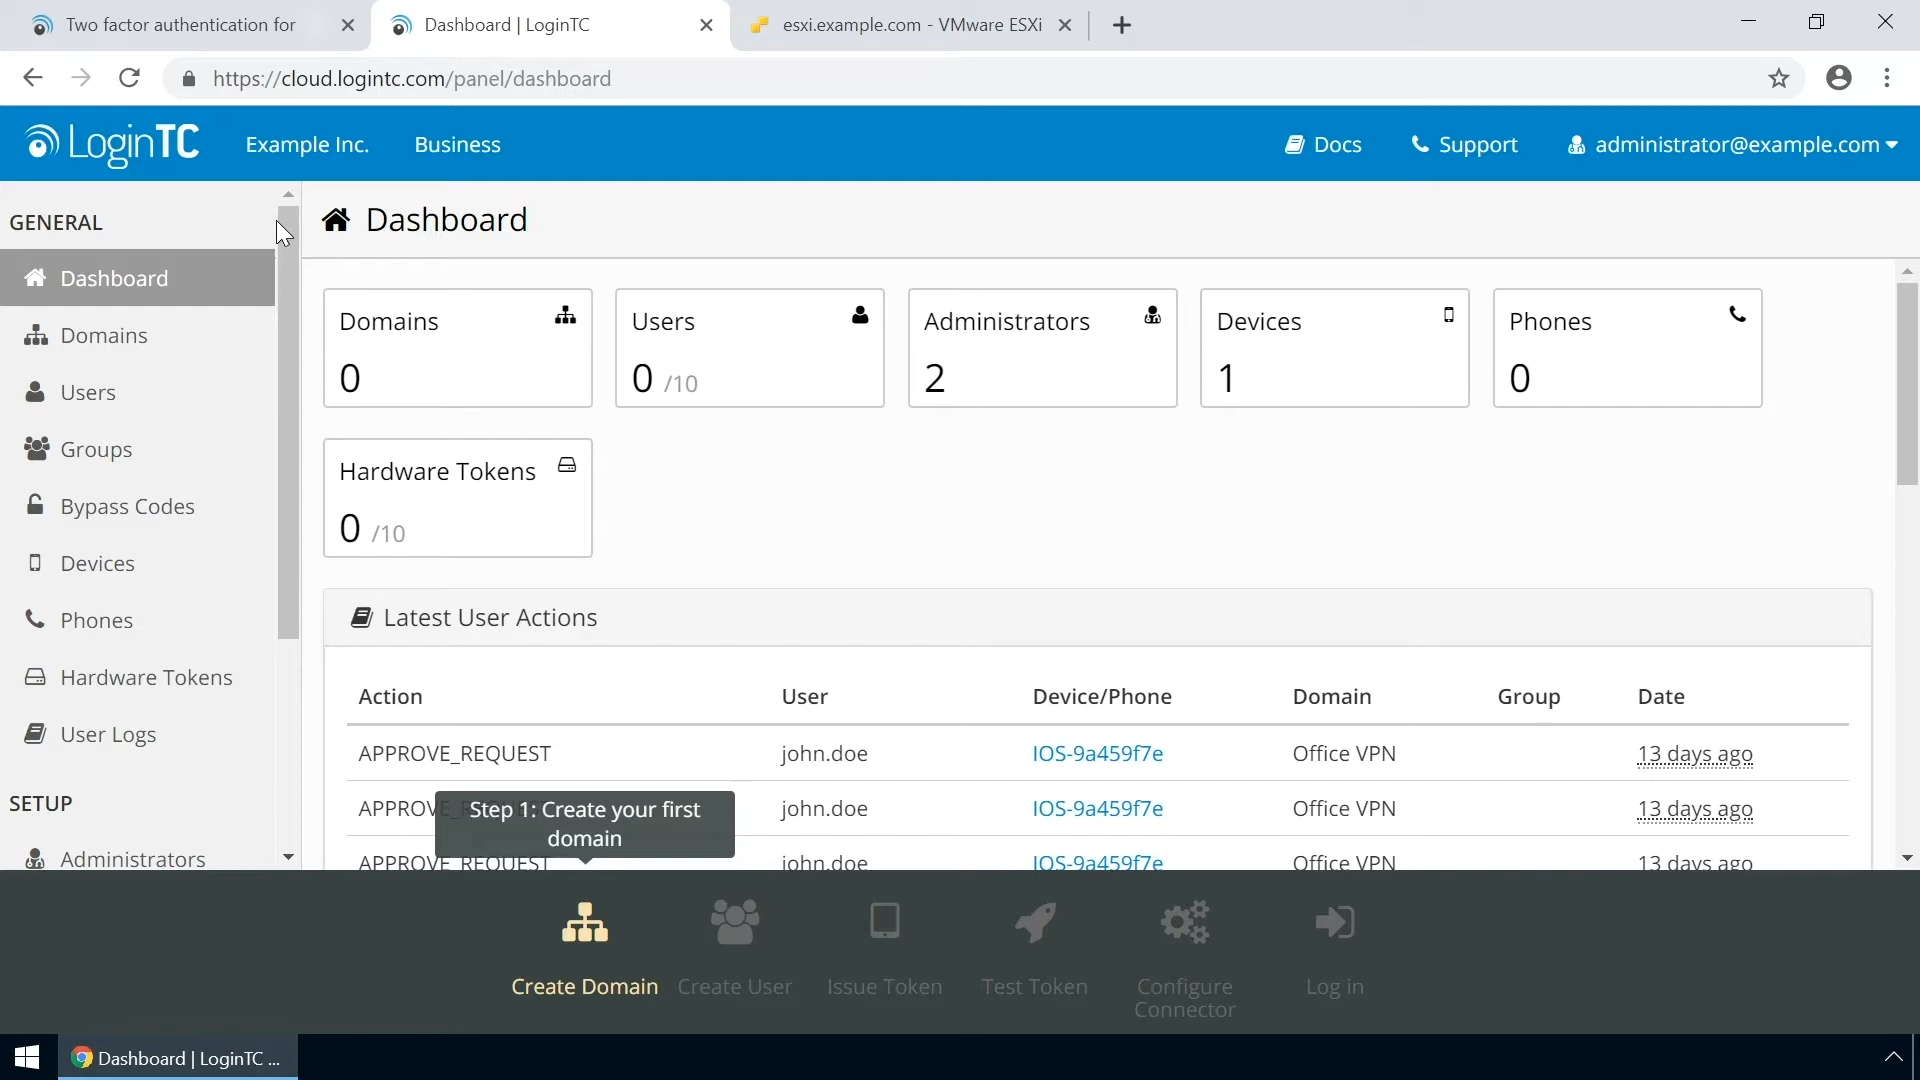 Two factor authentication for
Dashboard | LoginTC
esxi.example.com - VMware ESXi
https://cloud.logintc.com/panel/dashboard
LoginTC
Example Inc.
Business
Docs
Support
administrator@example.com
GENERAL
Dashboard
Domains
Users
Groups
Bypass Codes
Devices
Phones
Hardware Tokens
User Logs
SETUP
Administrators
Dashboard
Domains
0
Users
0 /10
Administrators
2
Devices
1
Phones
0
Hardware Tokens
0 /10
Latest User Actions
Action User Device/Phone Domain Group Date
APPROVE_REQUEST john.doe IOS-9a459f7e Office VPN 13 days ago
APPROV john.doe IOS-9a459f7e Office VPN 13 days ago
APPROVE_REQUEST john.doe IOS-9a459f7e Office VPN 13 days ago
Step 1: Create your first
domain
Create Domain
Create User
Issue Token
Test Token
Configure
Connector
Log in
Dashboard | LoginTC ...